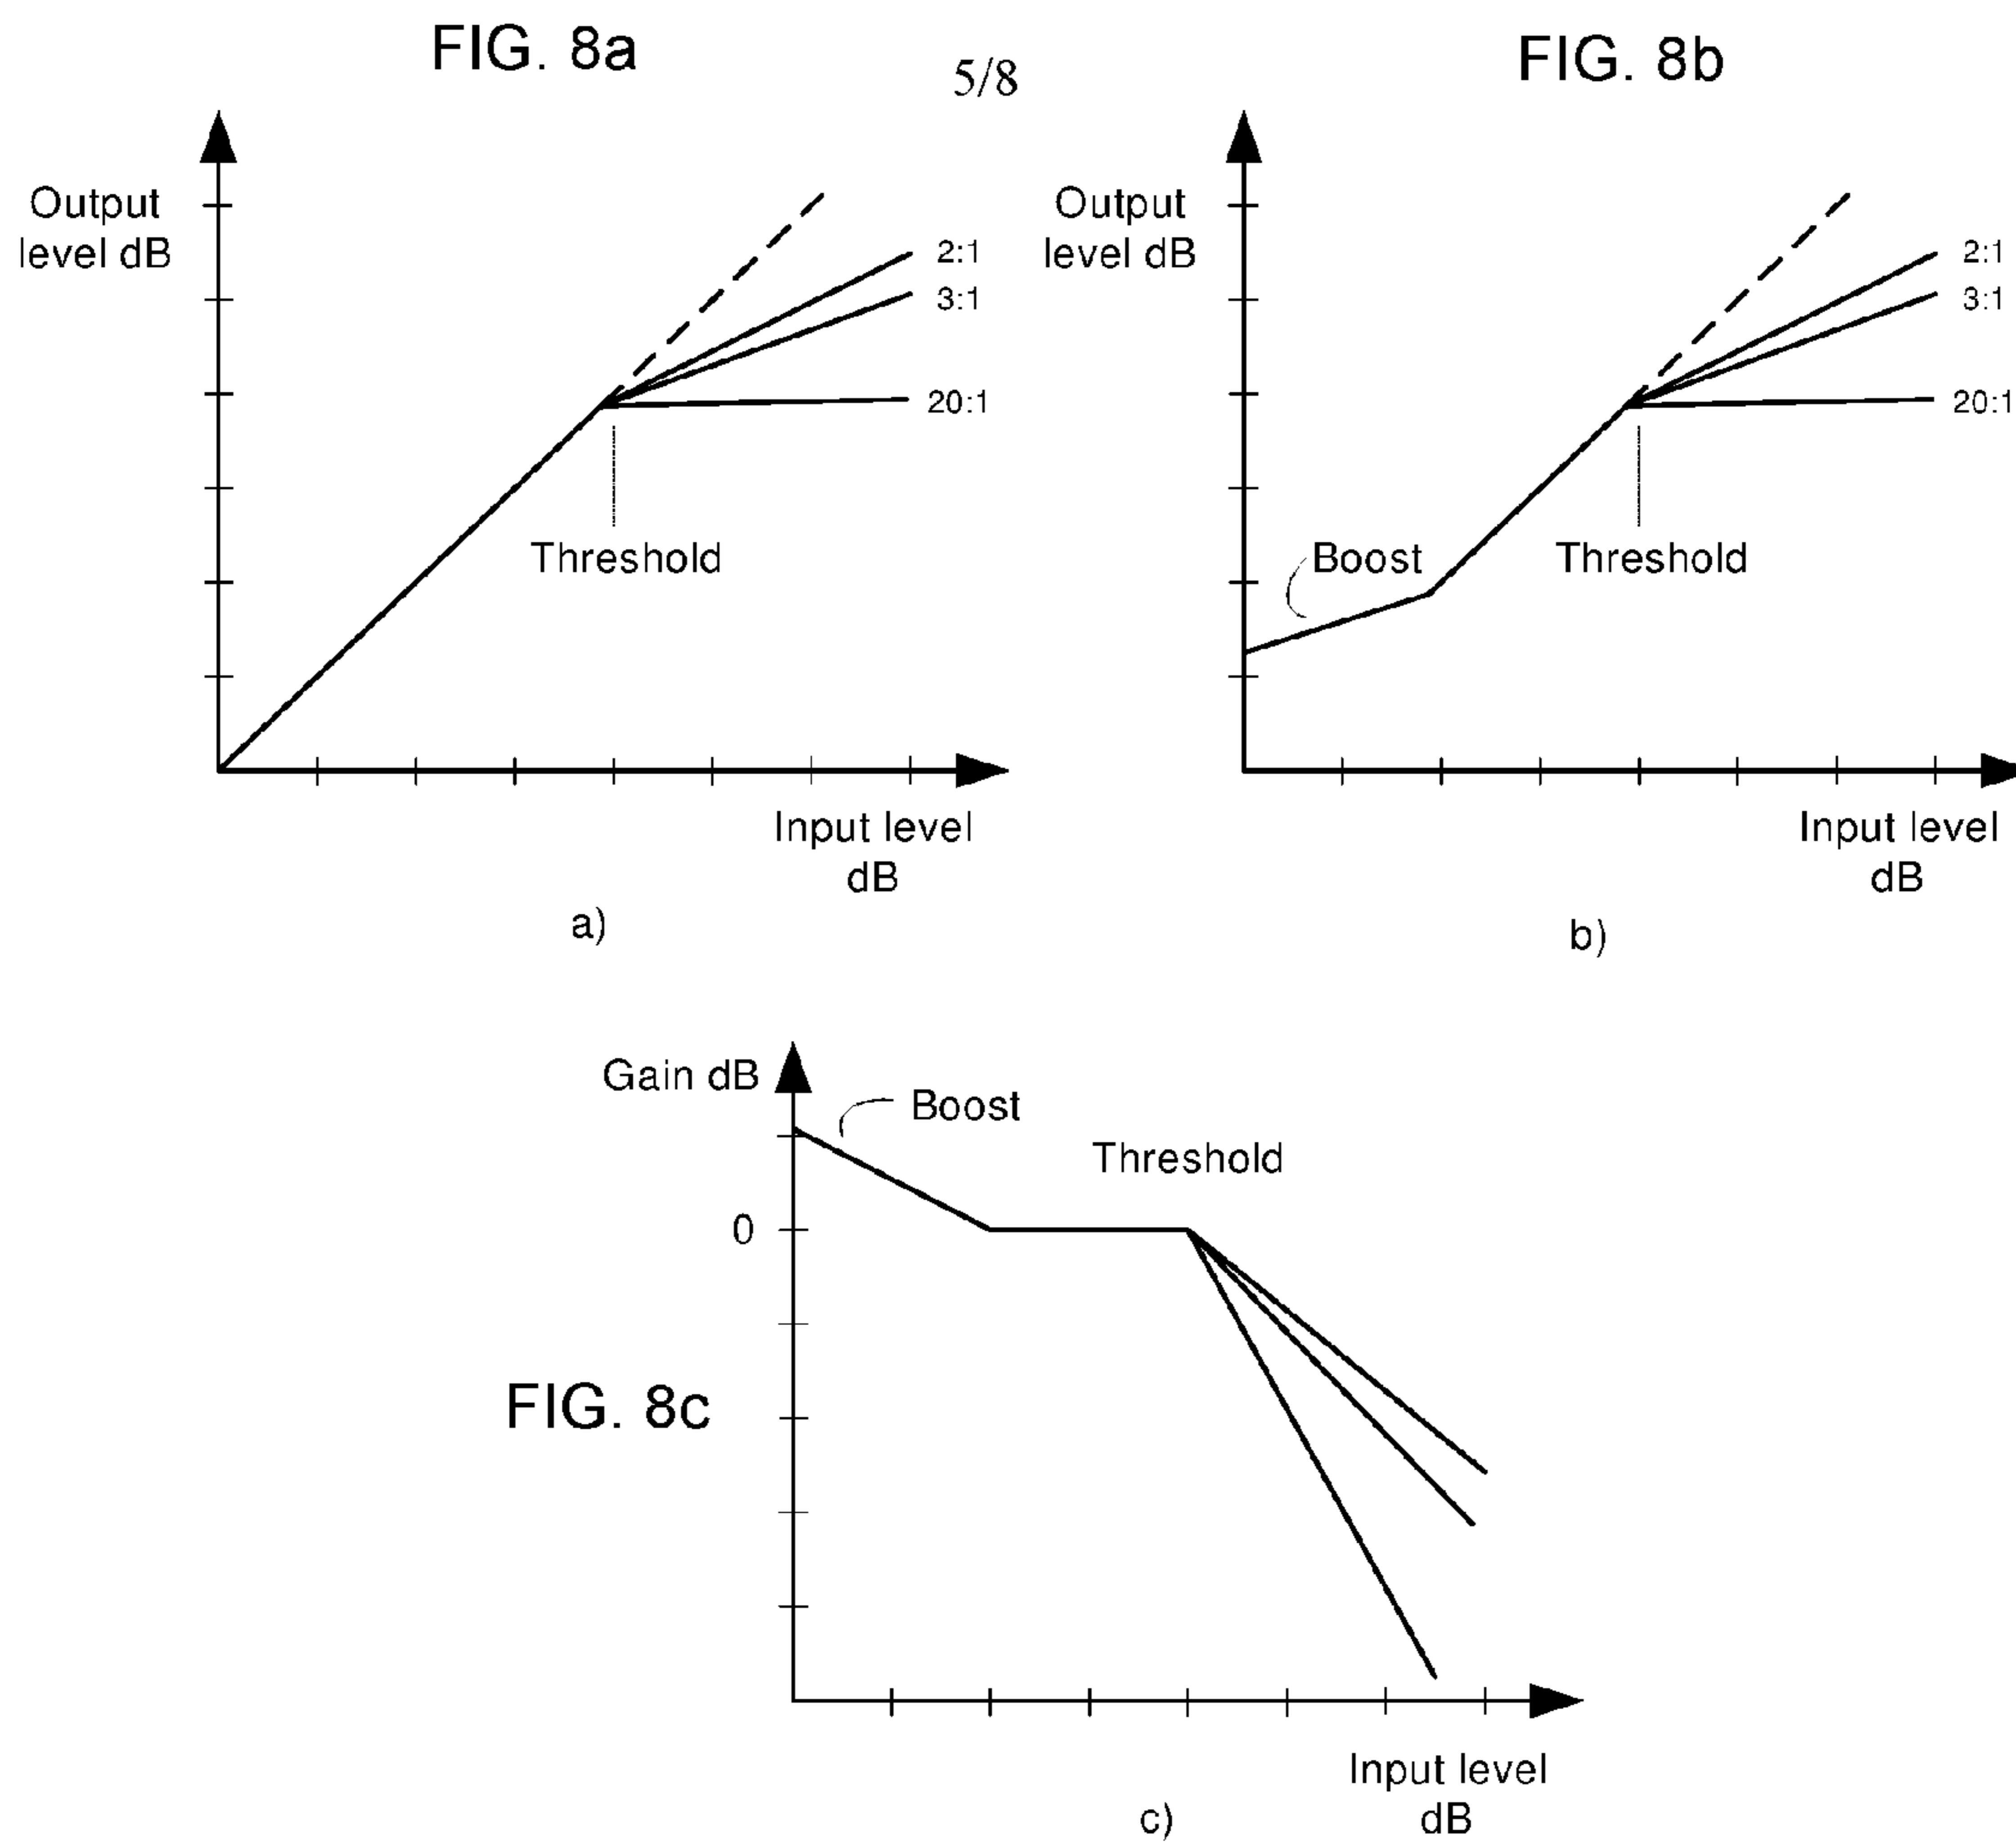 FIG. 8a
5/8
FIG. 8b
Output
level dB
2:1
3:1
20:1
Threshold
Input level
dB
a)
Output
level dB
2:1
3:1
20:1
Boost
Threshold
Input level
dB
b)
Gain dB
Boost
Threshold
0
FIG. 8c
Input level
dB
c)